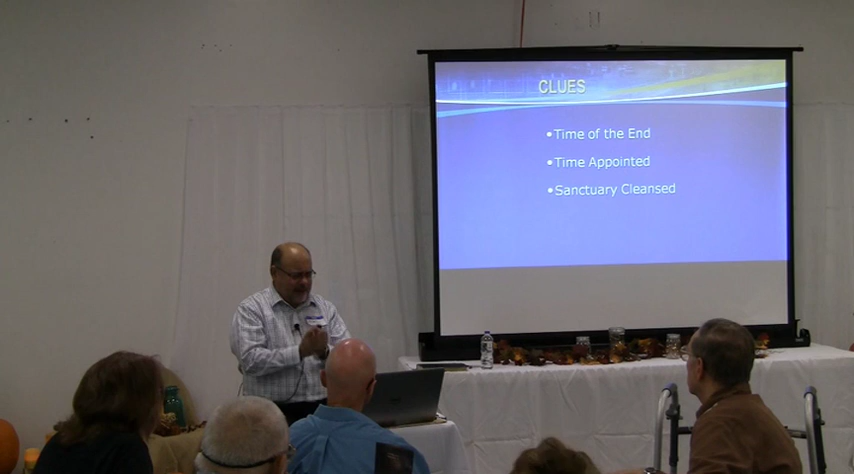 CLUES
•Time of the End
•Time Appointed
•Sanctuary Cleansed